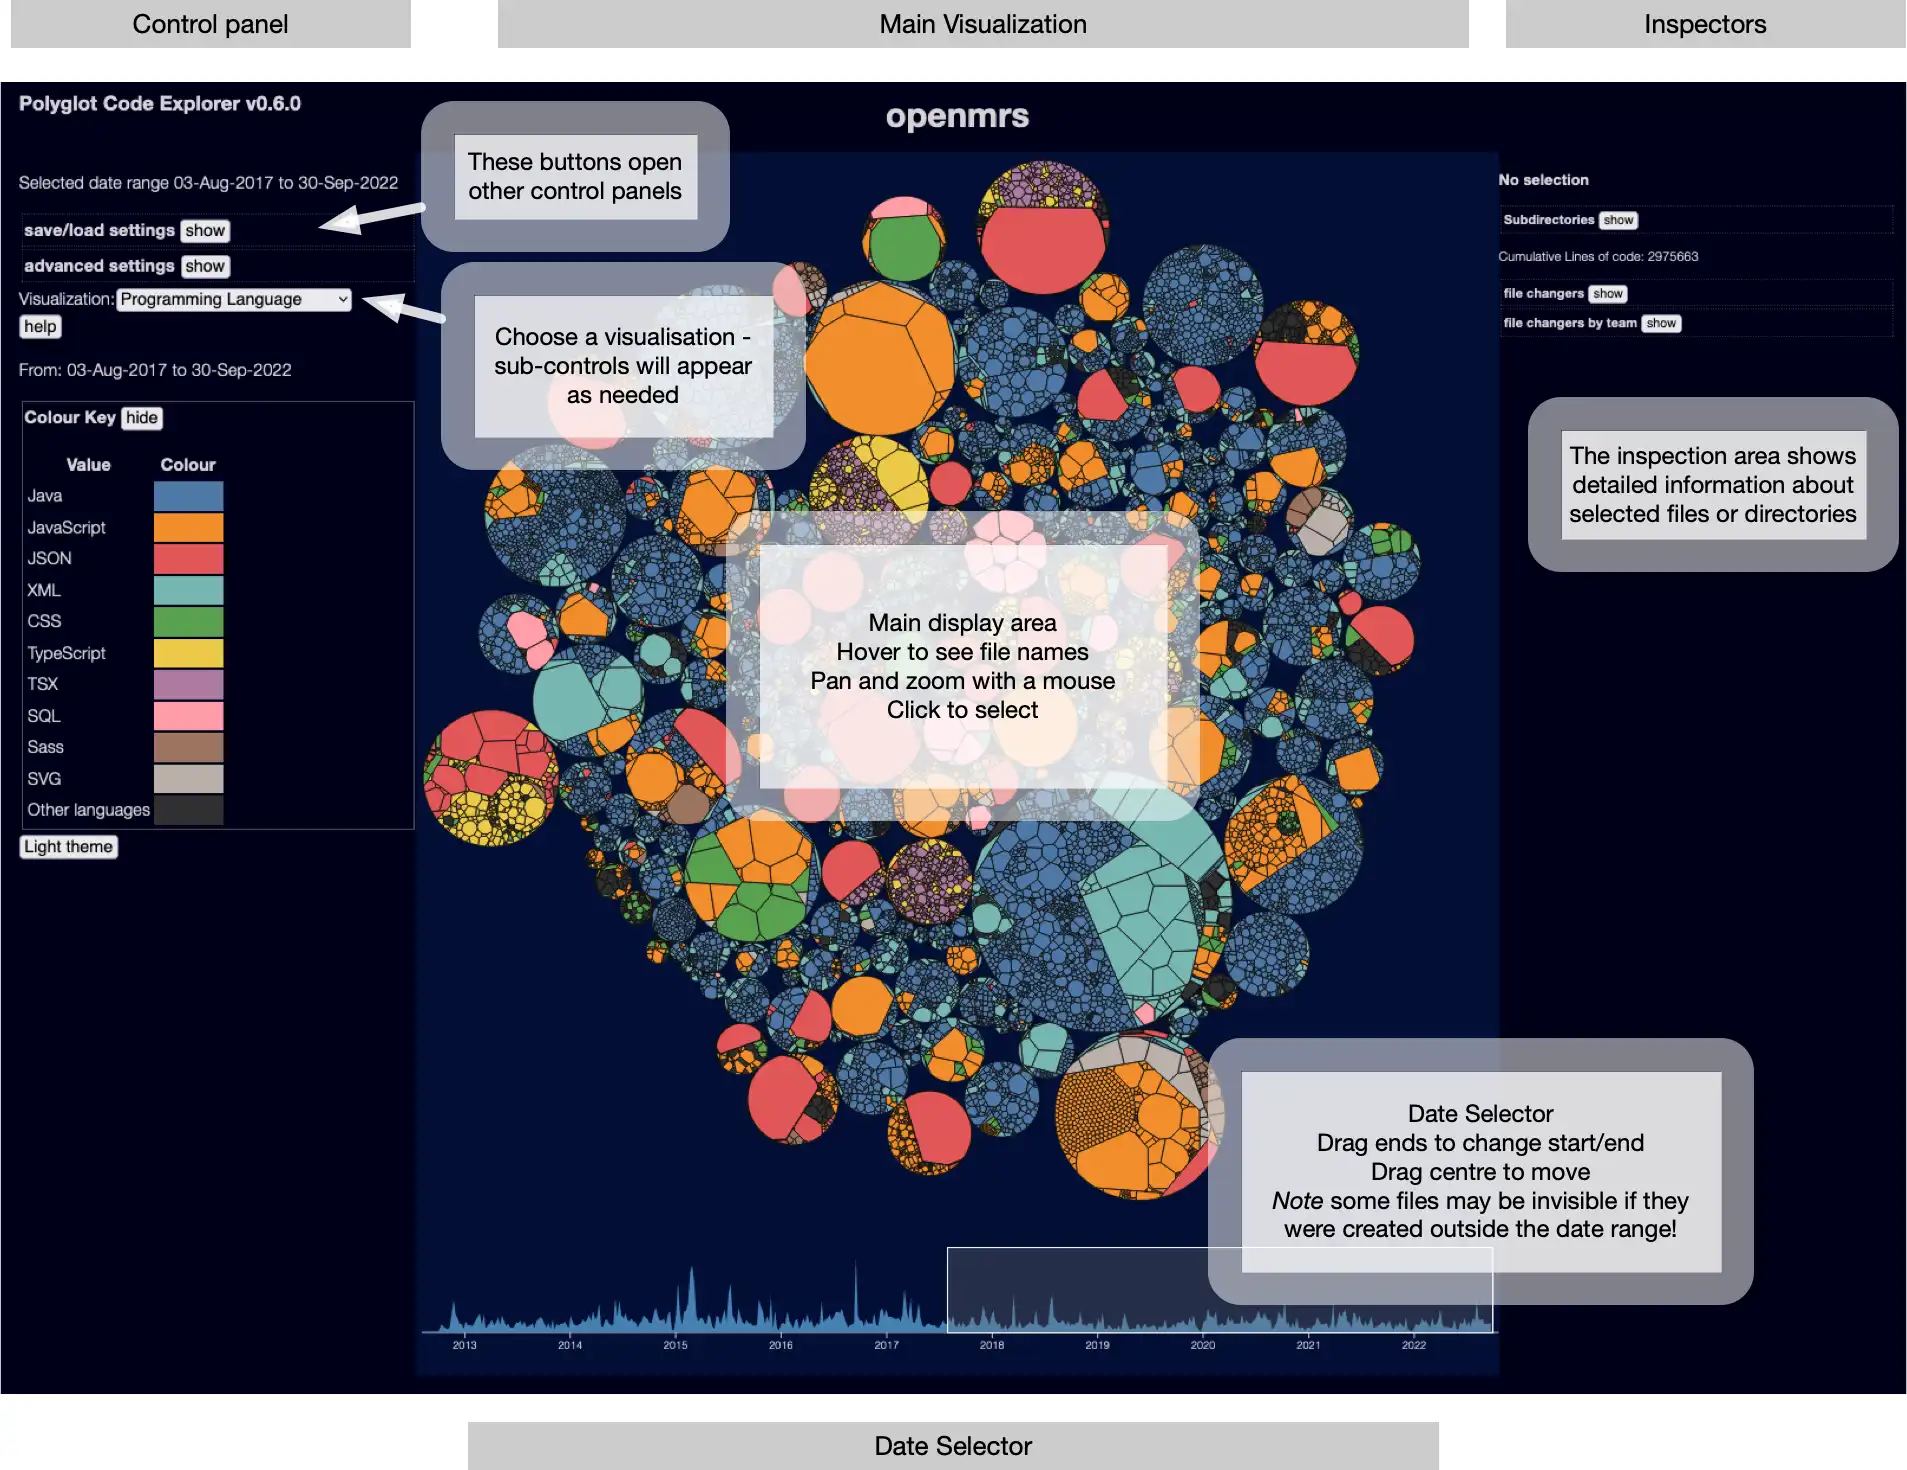 Control panel
Main Visualization
Inspectors
Polyglot Code Explorer v0.6.0
openmrs
Selected date range 03-Aug-2017 to 30-Sep-2022
save/load settings show
advanced settings show
Visualization: Programming Language
help
From: 03-Aug-2017 to 30-Sep-2022
Colour Key hide
Value Colour
Java
JavaScript
JSON
XML
CSS
TypeScript
TSX
SQL
Sass
SVG
Other languages
Light theme
These buttons open
other control panels
Choose a visualisation -
sub-controls will appear
as needed
Main display area
Hover to see file names
Pan and zoom with a mouse
Click to select
No selection
Subdirectories show
Cumulative Lines of code: 2975663
file changers show
file changers by team show
The inspection area shows
detailed information about
selected files or directories
Date Selector
Drag ends to change start/end
Drag centre to move
Note some files may be invisible if they
were created outside the date range!
2013 2014 2015 2016 2017 2018 2019 2020 2021 2022
Date Selector